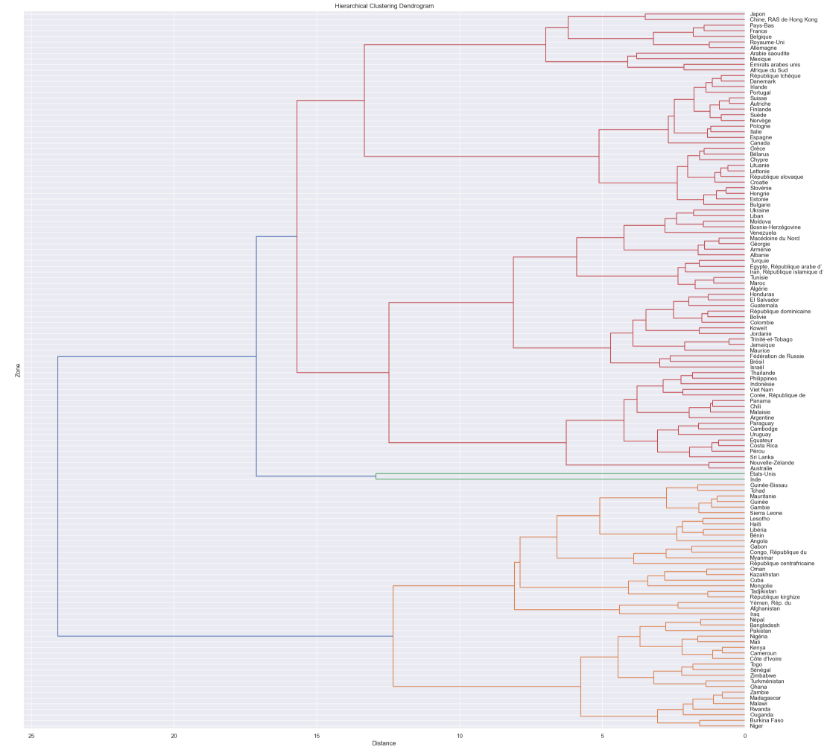 Hierarchical Clustering Dendrogram
Japon
Chine, RAS de Hong Kong
Pays-Bas
France
Belgique
Royaume-Uni
Allemagne
Arabie saoudite
Mexique
Emirats arabes unis
Afrique du Sud
République tchèque
Danemark
Irlande
Portugal
Suisse
Autriche
Finlande
Suède
Norvège
Pologne
Italie
Espagne
Canada
Grèce
Bélarus
Chypre
Lituanie
Lettonie
République slovaque
Croatie
Slovénie
Hongrie
Estonie
Bulgarie
Ukraine
Liban
Moldova
Bosnie-Herzégovine
Venezuela
Macédoine du Nord
Géorgie
Arménie
Albanie
Turquie
Egypte, République arabe d'
Iran, République islamique d'
Tunisie
Maroc
Algérie
Honduras
El Salvador
Guatemala
République dominicaine
Bolivie
Colombie
Koweït
Jordanie
Trinité-et-Tobago
Jamaïque
Maurice
Fédération de Russie
Brésil
Israël
Thaïlande
Philippines
Indonésie
Viet Nam
Corée, République de
Panama
Chili
Malaisie
Argentine
Paraguay
Cambodge
Uruguay
Equateur
Costa Rica
Pérou
Sri Lanka
Nouvelle-Zélande
Australie
Etats-Unis
Inde
Guinée-Bissau
Tchad
Mauritanie
Guinée
Gambie
Sierra Leone
Lesotho
Haïti
Libéria
Bénin
Angola
Gabon
Congo, République du
Myanmar
République centrafricaine
Oman
Kazakhstan
Cuba
Mongolie
Tadjikistan
République kirghize
Yémen, Rép. du
Afghanistan
Iraq
Népal
Bangladesh
Pakistan
Nigéria
Mali
Kenya
Cameroun
Côte d'Ivoire
Togo
Sénégal
Zimbabwe
Turkménistan
Ghana
Zambie
Madagascar
Malawi
Rwanda
Ouganda
Burkina Faso
Niger
Zone
25 20 15 10 5 0
Distance